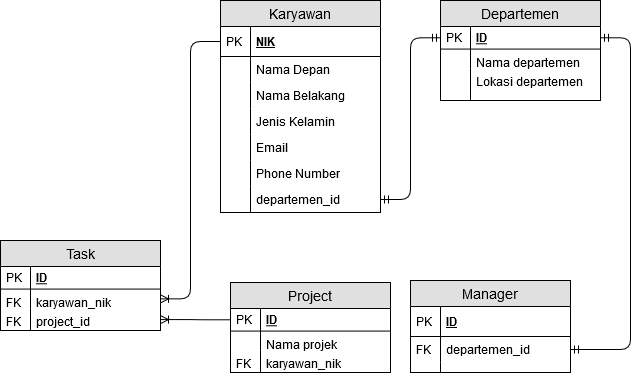 Karyawan
PK NIK
Nama Depan
Nama Belakang
Jenis Kelamin
Email
Phone Number
departemen_id
Departemen
PK ID
Nama departemen
Lokasi departemen
Task
PK ID
FK karyawan_nik
FK project_id
Project
PK ID
Nama projek
FK karyawan_nik
Manager
PK ID
FK departemen_id